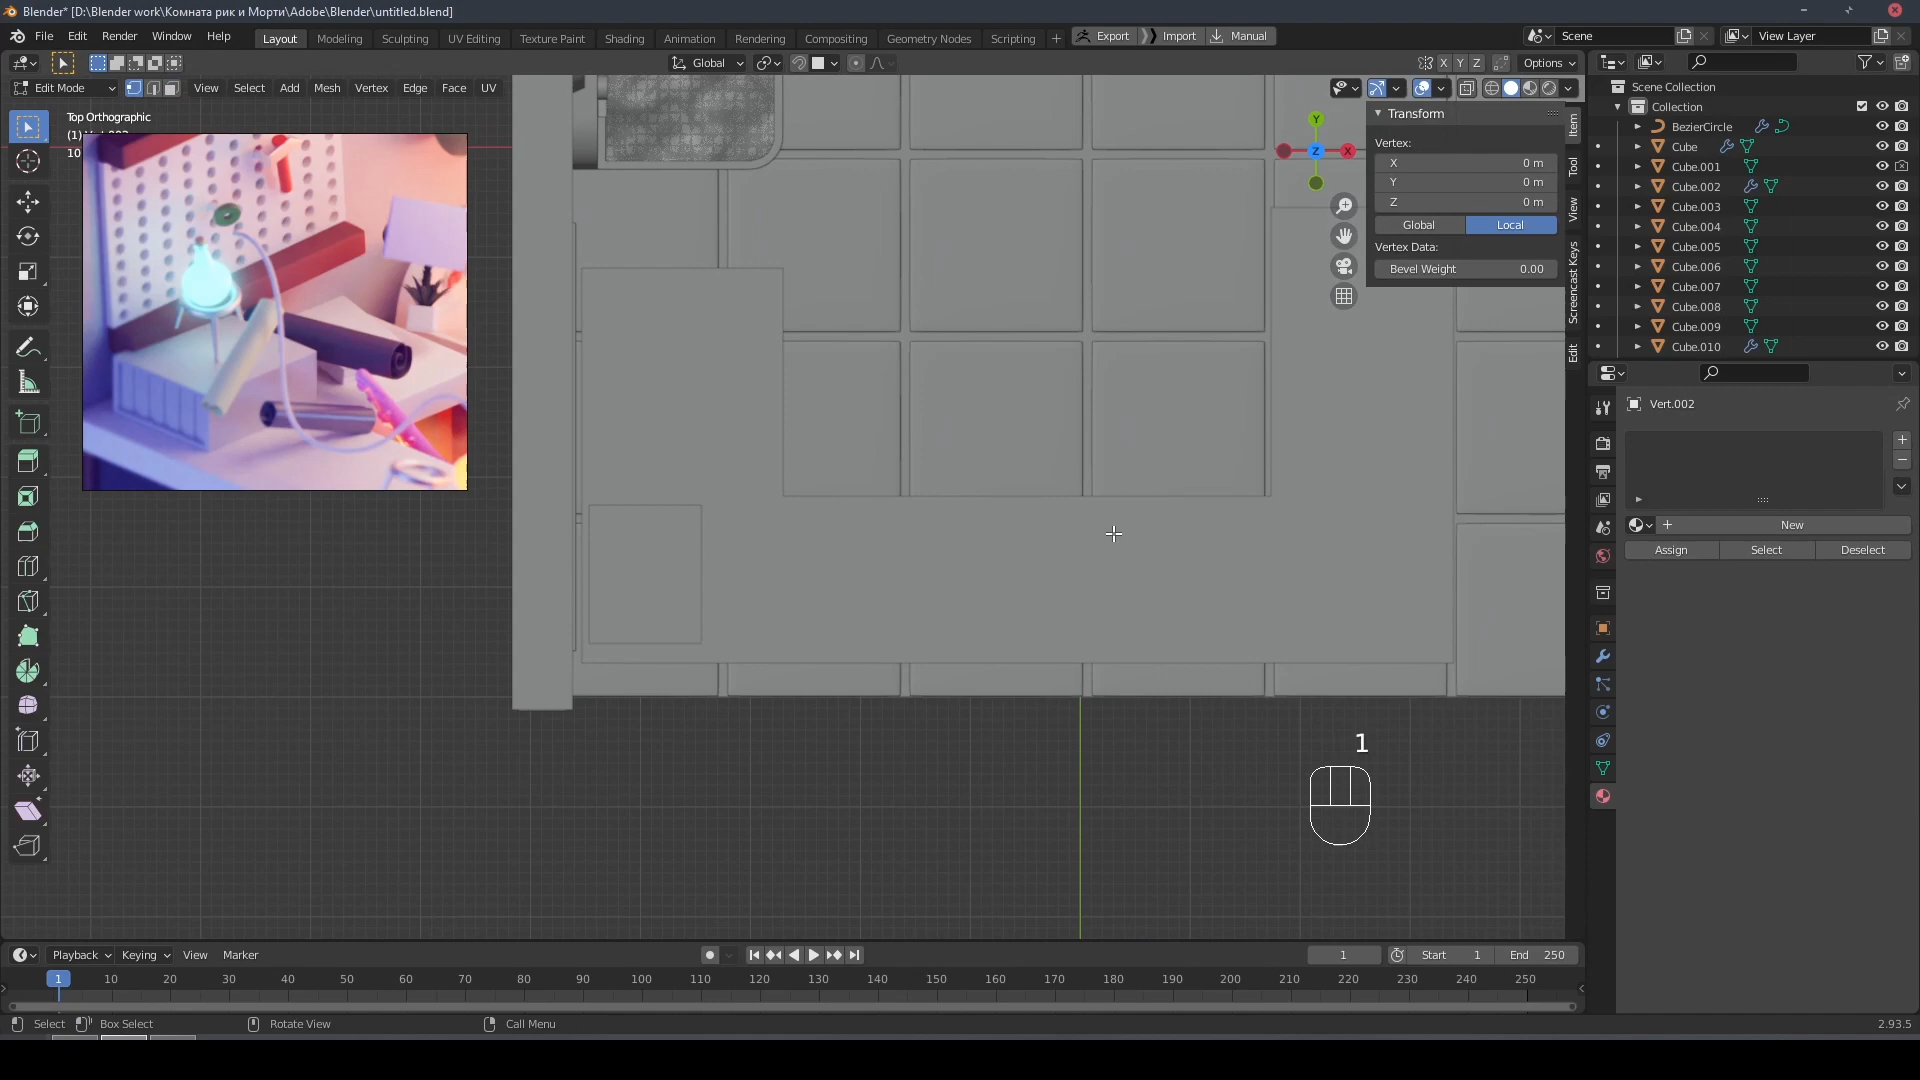 Blender* [D:\Blender work\Комната рик и Морти\Adobe\Blender\untitled.blend]
File Edit Render Window Help
Layout Modeling Sculpting UV Editing Texture Paint Shading Animation Rendering Compositing Geometry Nodes Scripting
Export Import Manual
Scene
View Layer
Global
X Y Z Options
Edit Mode View Select Add Mesh Vertex Edge Face UV
Top Orthographic
10
Transform
Vertex:
X 0 m
Y 0 m
Z 0 m
Global Local
Vertex Data:
Bevel Weight 0.00
Y
Z X
Item
Tool
View
Screencast Keys
Edit
Scene Collection
Collection
BezierCircle
Cube
Cube.001
Cube.002
Cube.003
Cube.004
Cube.005
Cube.006
Cube.007
Cube.008
Cube.009
Cube.010
Vert.002
New
Assign Select Deselect
1
Playback Keying View Marker
1 Start 1 End 250
1 10 20 30 40 50 60 70 80 90 100 110 120 130 140 150 160 170 180 190 200 210 220 230 240 250
Select Box Select Rotate View Call Menu
2.93.5